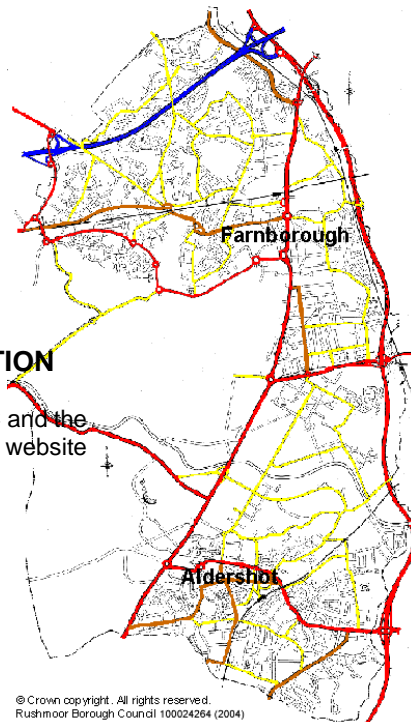 Farnborough
TION
and the
website
Aldershot
© Crown copyright. All rights reserved.
Rushmoor Borough Council 100024264 (2004)